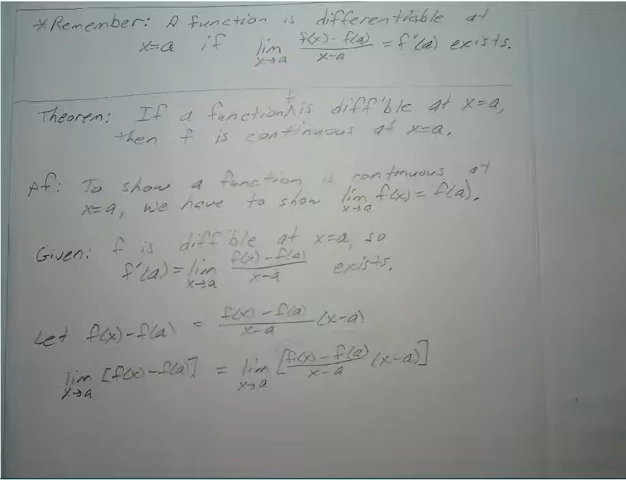 *Remember: A function is differentiable at
x=a if lim x→a (f(x)-f(a))/(x-a) = f'(a) exists.
Theorem: If a function f is diff'ble at x=a,
then f is continuous at x=a.
Pf: To show a function is continuous at
x=a, we have to show lim x→a f(x) = f(a).
Given: f is diff'ble at x=a, so
f'(a) = lim x→a (f(x)-f(a))/(x-a) exists.
Let f(x)-f(a) = (f(x)-f(a))/(x-a) (x-a)
lim x→a [f(x)-f(a)] = lim x→a [(f(x)-f(a))/(x-a) (x-a)]